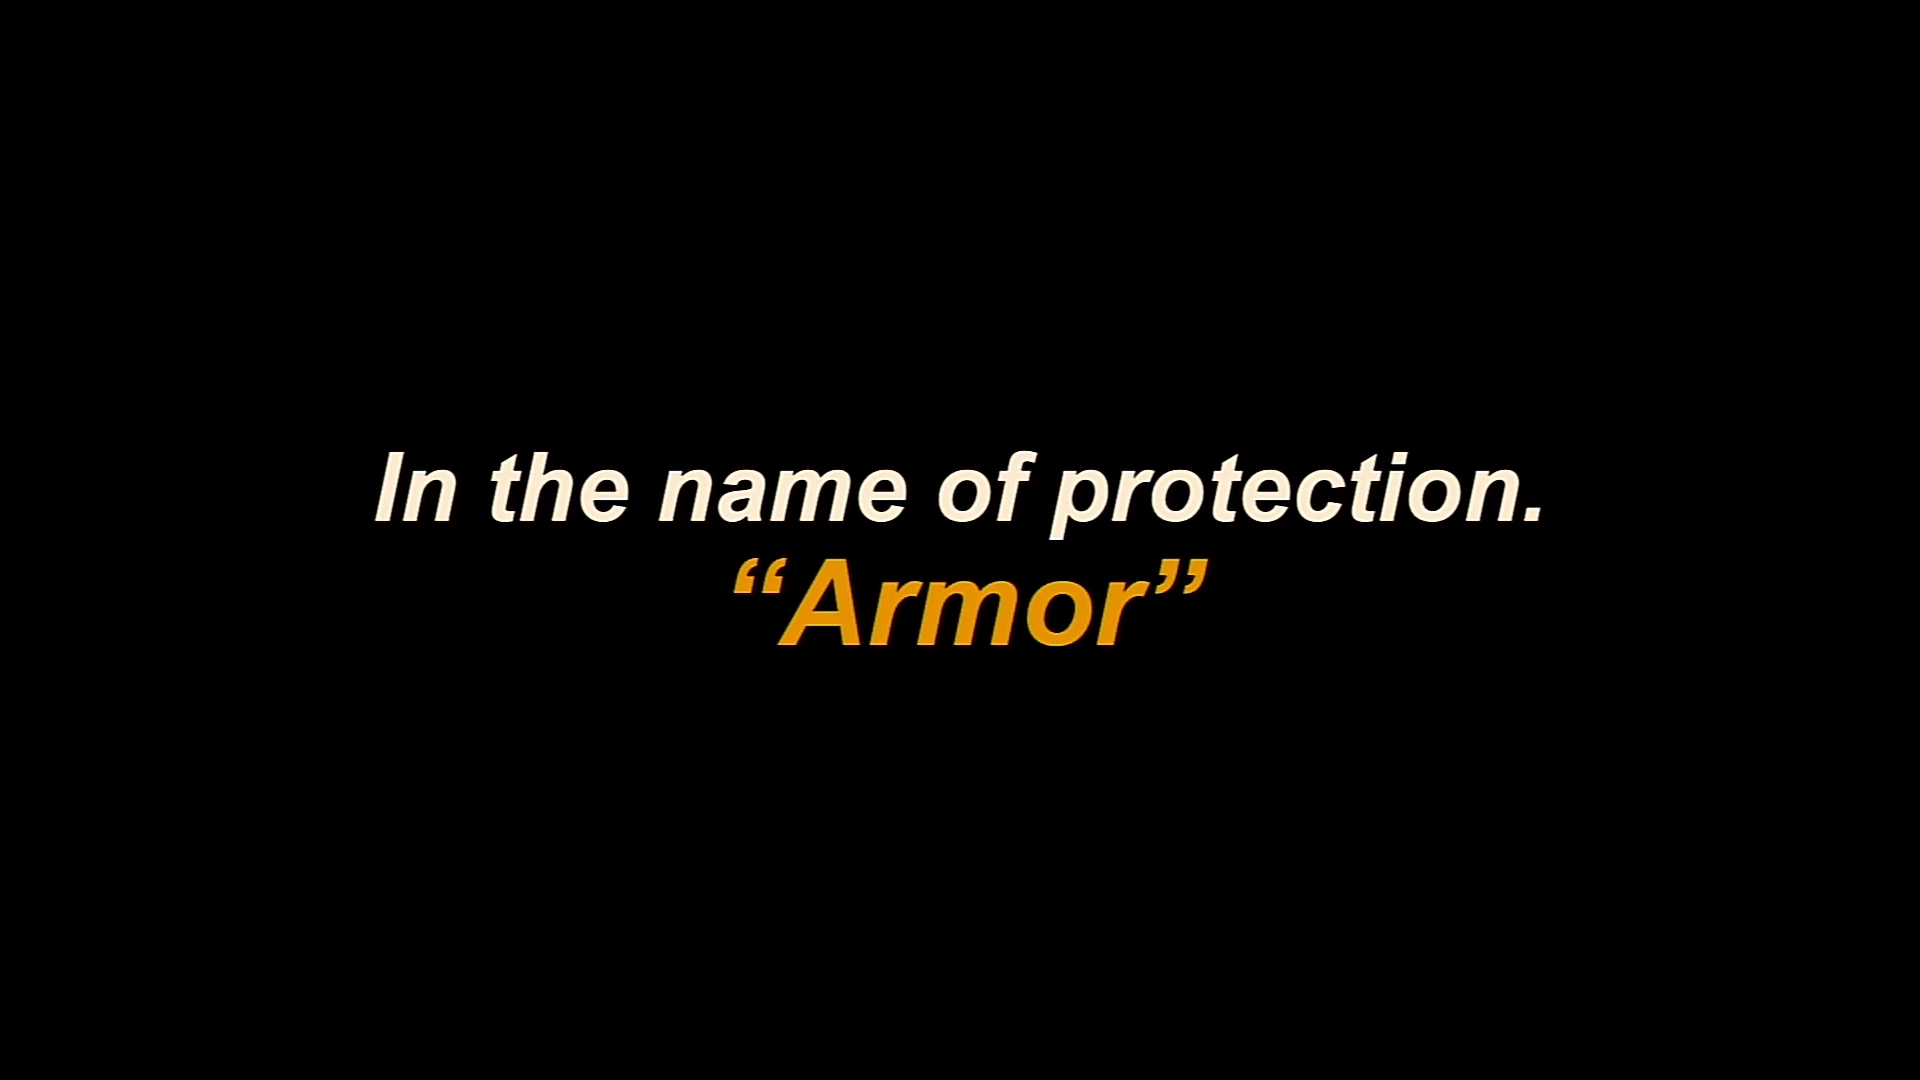 In the name of protection.
“Armor”